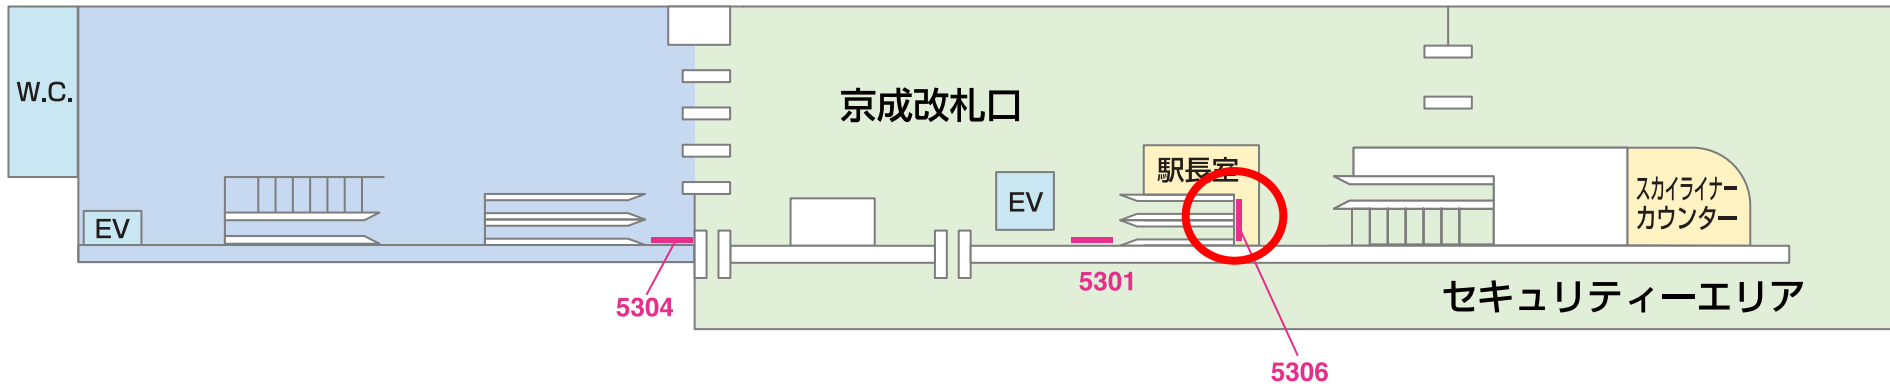 W.C.
京成改札口
駅長室
EV
スカイライナー
カウンター
EV
5301
5304
セキュリティーエリア
5306